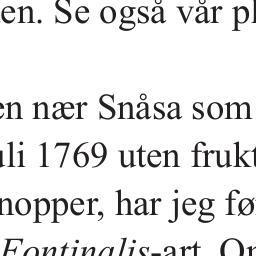 en. Se også vår pl
en nær Snåsa som
uli 1769 uten frukt
nopper, har jeg fø
Fontinalis-art. On